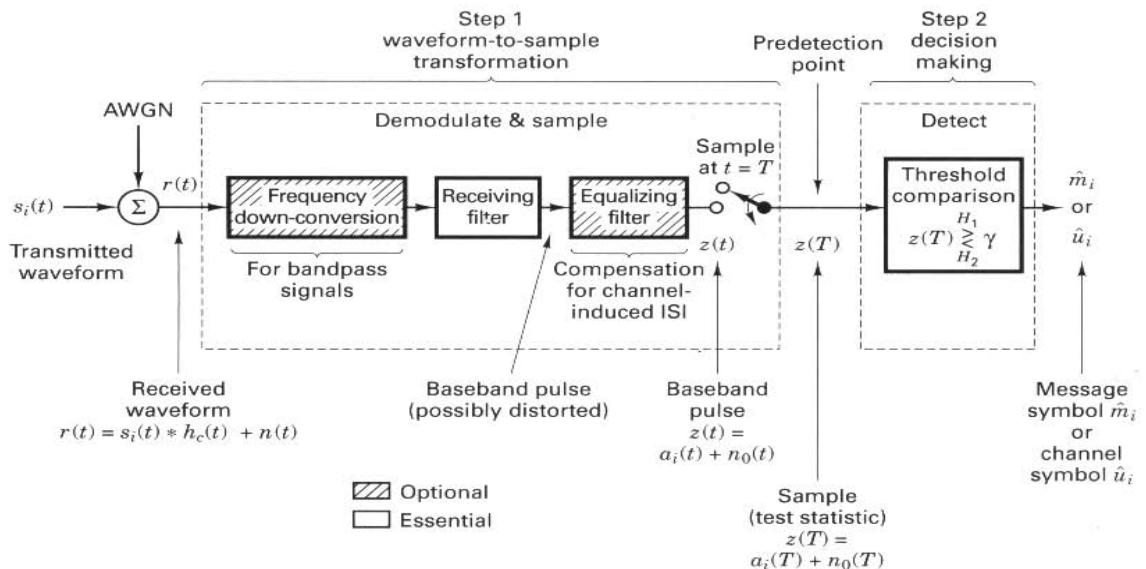 Step 1
waveform-to-sample
transformation
Predetection
point
Step 2
decision
making
AWGN
Demodulate & sample
Detect
r(t)
s_i(t)
Σ
Transmitted
waveform
Frequency
down-conversion
For bandpass
signals
Receiving
filter
Equalizing
filter
Compensation
for channel-
induced ISI
Sample
at t = T
z(t)
z(T)
Threshold
comparison
H_1
z(T) ≷ γ
H_2
m̂_i
or
û_i
Received
waveform
r(t) = s_i(t) * h_c(t) + n(t)
Baseband pulse
(possibly distorted)
Baseband
pulse
z(t) =
a_i(t) + n_0(t)
Sample
(test statistic)
z(T) =
a_i(T) + n_0(T)
Message
symbol m̂_i
or
channel
symbol û_i
Optional
Essential